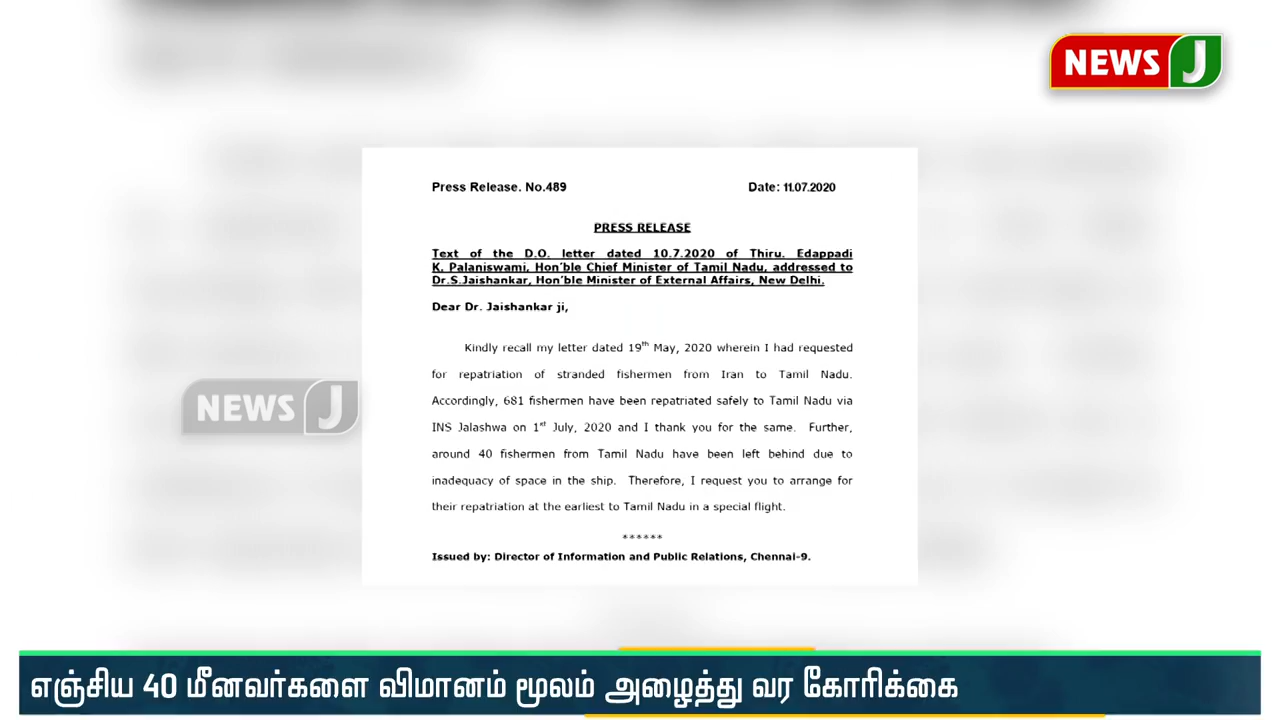 NEWS J
Press Release. No.489 Date: 11.07.2020
PRESS RELEASE
Text of the D.O. letter dated 10.7.2020 of Thiru. Edappadi
K. Palaniswami, Hon'ble Chief Minister of Tamil Nadu, addressed to
Dr.S.Jaishankar, Hon'ble Minister of External Affairs, New Delhi.
Dear Dr. Jaishankar ji,
Kindly recall my letter dated 19th May, 2020 wherein I had requested
for repatriation of stranded fishermen from Iran to Tamil Nadu.
Accordingly, 681 fishermen have been repatriated safely to Tamil Nadu via
INS Jalashwa on 1st July, 2020 and I thank you for the same. Further,
around 40 fishermen from Tamil Nadu have been left behind due to
inadequacy of space in the ship. Therefore, I request you to arrange for
their repatriation at the earliest to Tamil Nadu in a special flight.
******
Issued by: Director of Information and Public Relations, Chennai-9.
NEWS J
எஞ்சிய 40 மீனவர்களை விமானம் மூலம் அழைத்து வர கோரிக்கை